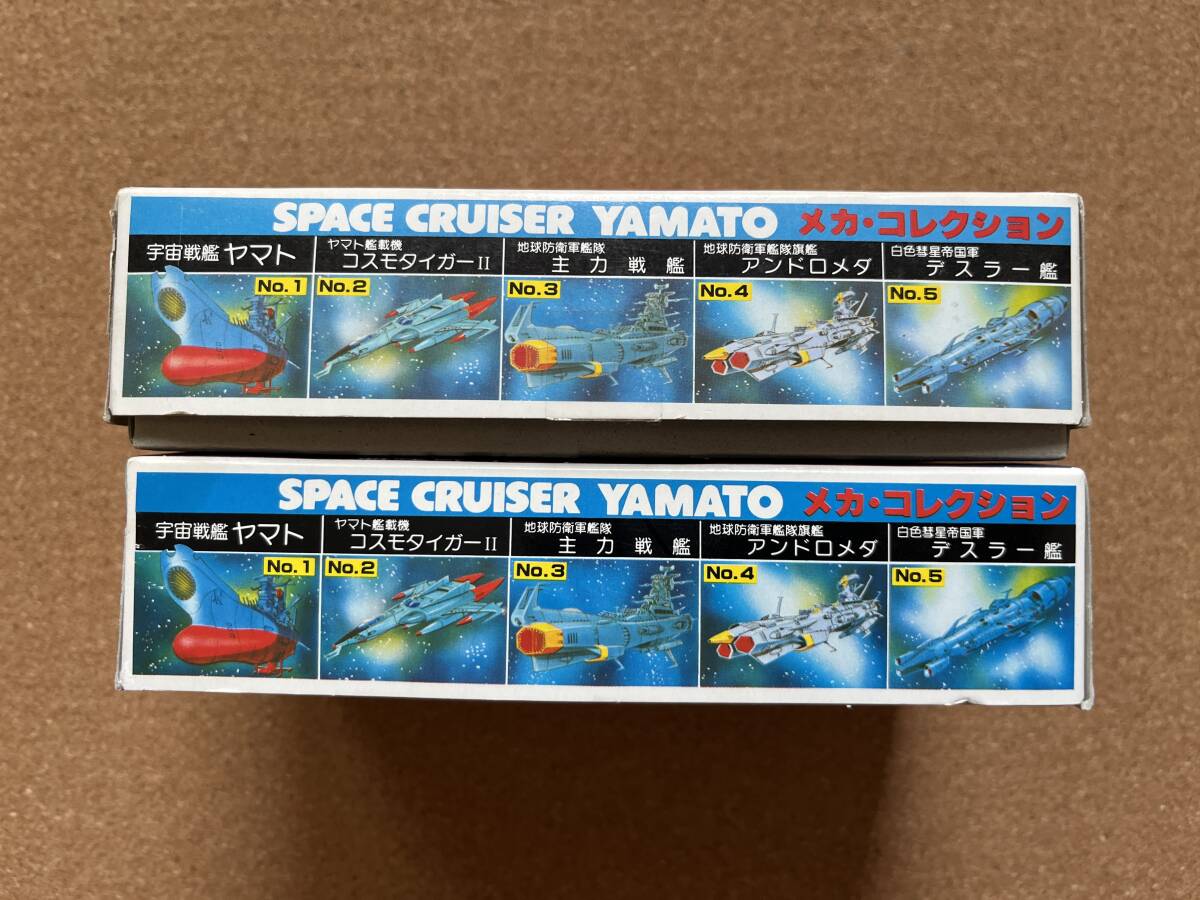 SPACE CRUISER YAMATO メカ・コレクション
宇宙戦艦 ヤマト
No.1
ヤマト艦載機
コスモタイガーII
No.2
地球防衛軍艦隊
主力戦艦
No.3
地球防衛軍艦隊旗艦
アンドロメダ
No.4
白色彗星帝国軍
デスラー艦
No.5
SPACE CRUISER YAMATO メカ・コレクション
宇宙戦艦 ヤマト
No.1
ヤマト艦載機
コスモタイガーII
No.2
地球防衛軍艦隊
主力戦艦
No.3
地球防衛軍艦隊旗艦
アンドロメダ
No.4
白色彗星帝国軍
デスラー艦
No.5